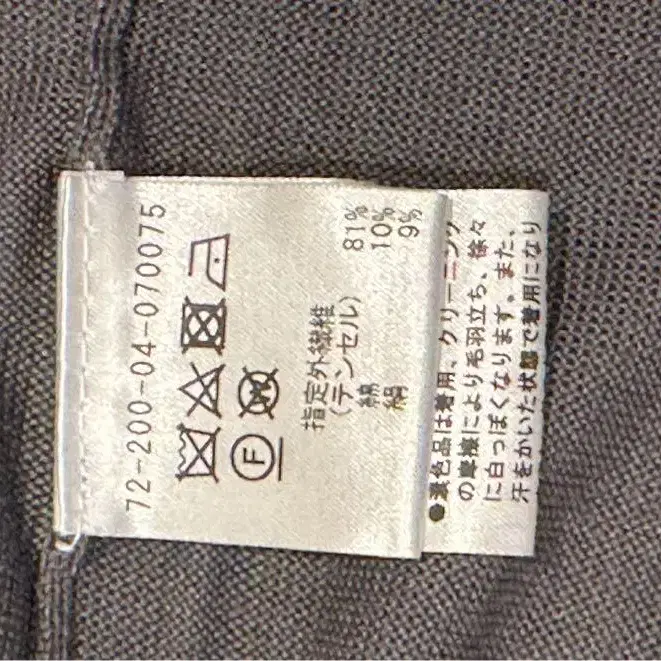 72-200-04-070075
F
W
指定外繊維
(テンセル) 81%
綿 10%
絹 9%
●濃色品は着用、クリーニング
の摩擦により毛羽立ち、徐々
に白っぽくなります。また、
汗をかいた状態で着用になり